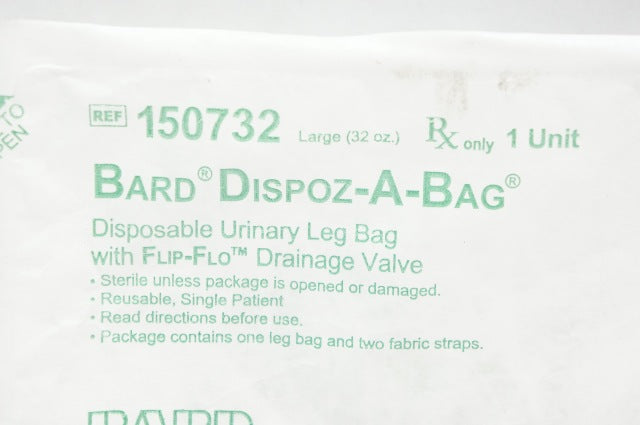 TO
REF 150732 Large (32 oz.) Rx only 1 Unit
BARD® DISPOZ-A-BAG®
Disposable Urinary Leg Bag
with FLIP-FLO™ Drainage Valve
• Sterile unless package is opened or damaged.
• Reusable, Single Patient
• Read directions before use.
• Package contains one leg bag and two fabric straps.